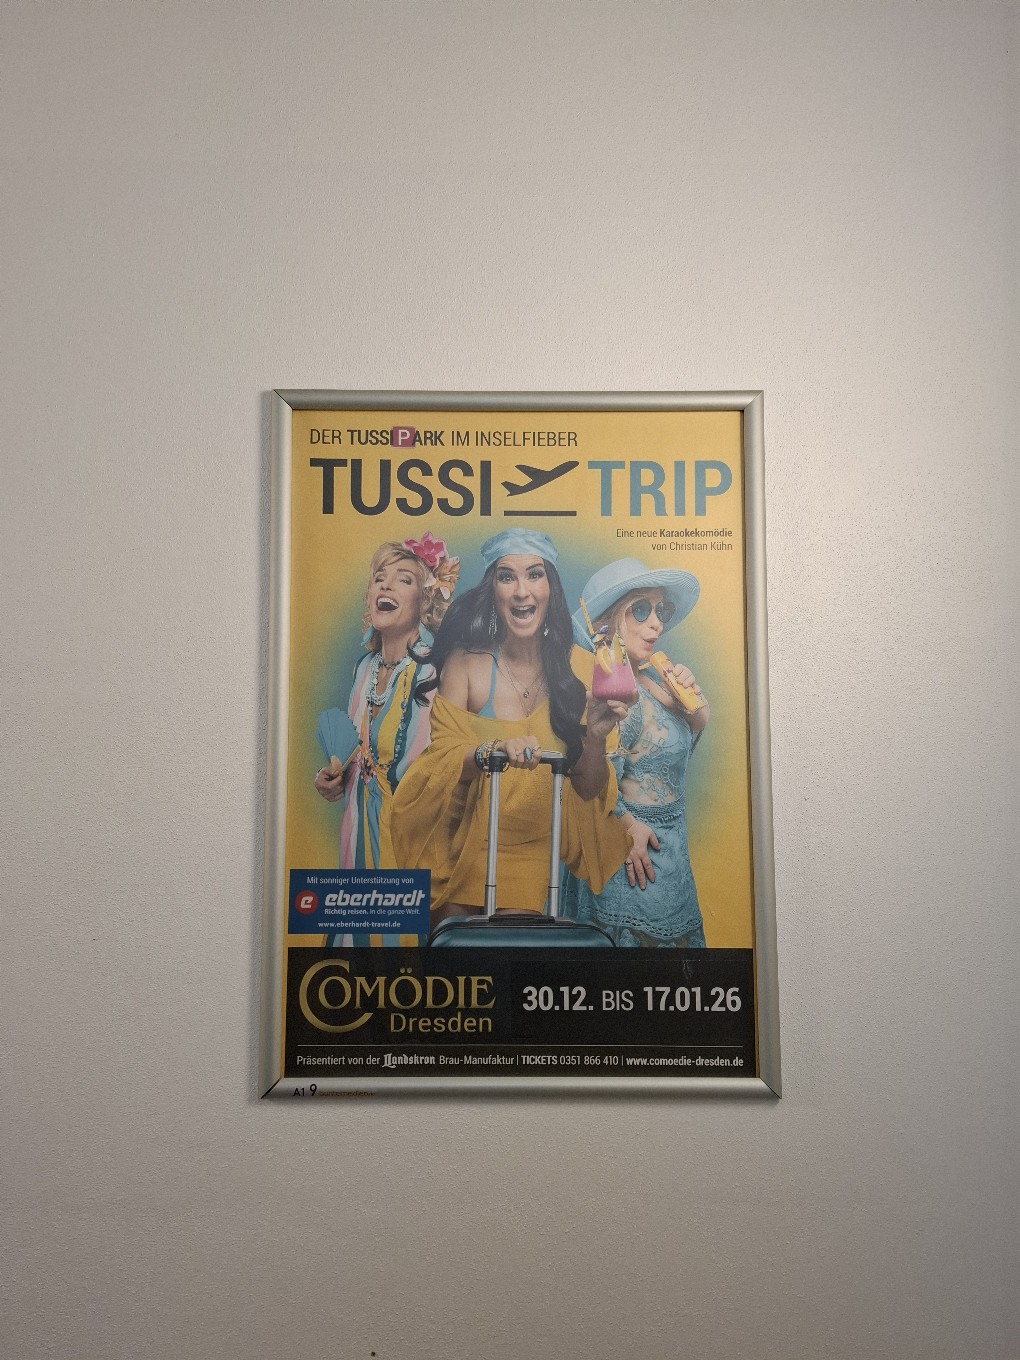 DER TUSSIPARK IM INSELFIEBER
TUSSI TRIP
Eine neue Karaokekomödie
von Christian Kühn
Mit sonniger Unterstützung von
e eberhardt
Richtig reisen. In die ganze Welt.
www.eberhardt-travel.de
COMÖDIE
Dresden
30.12. BIS 17.01.26
Präsentiert von der Landskron Brau-Manufaktur | TICKETS 0351 866 410 | www.comoedie-dresden.de
A1 9